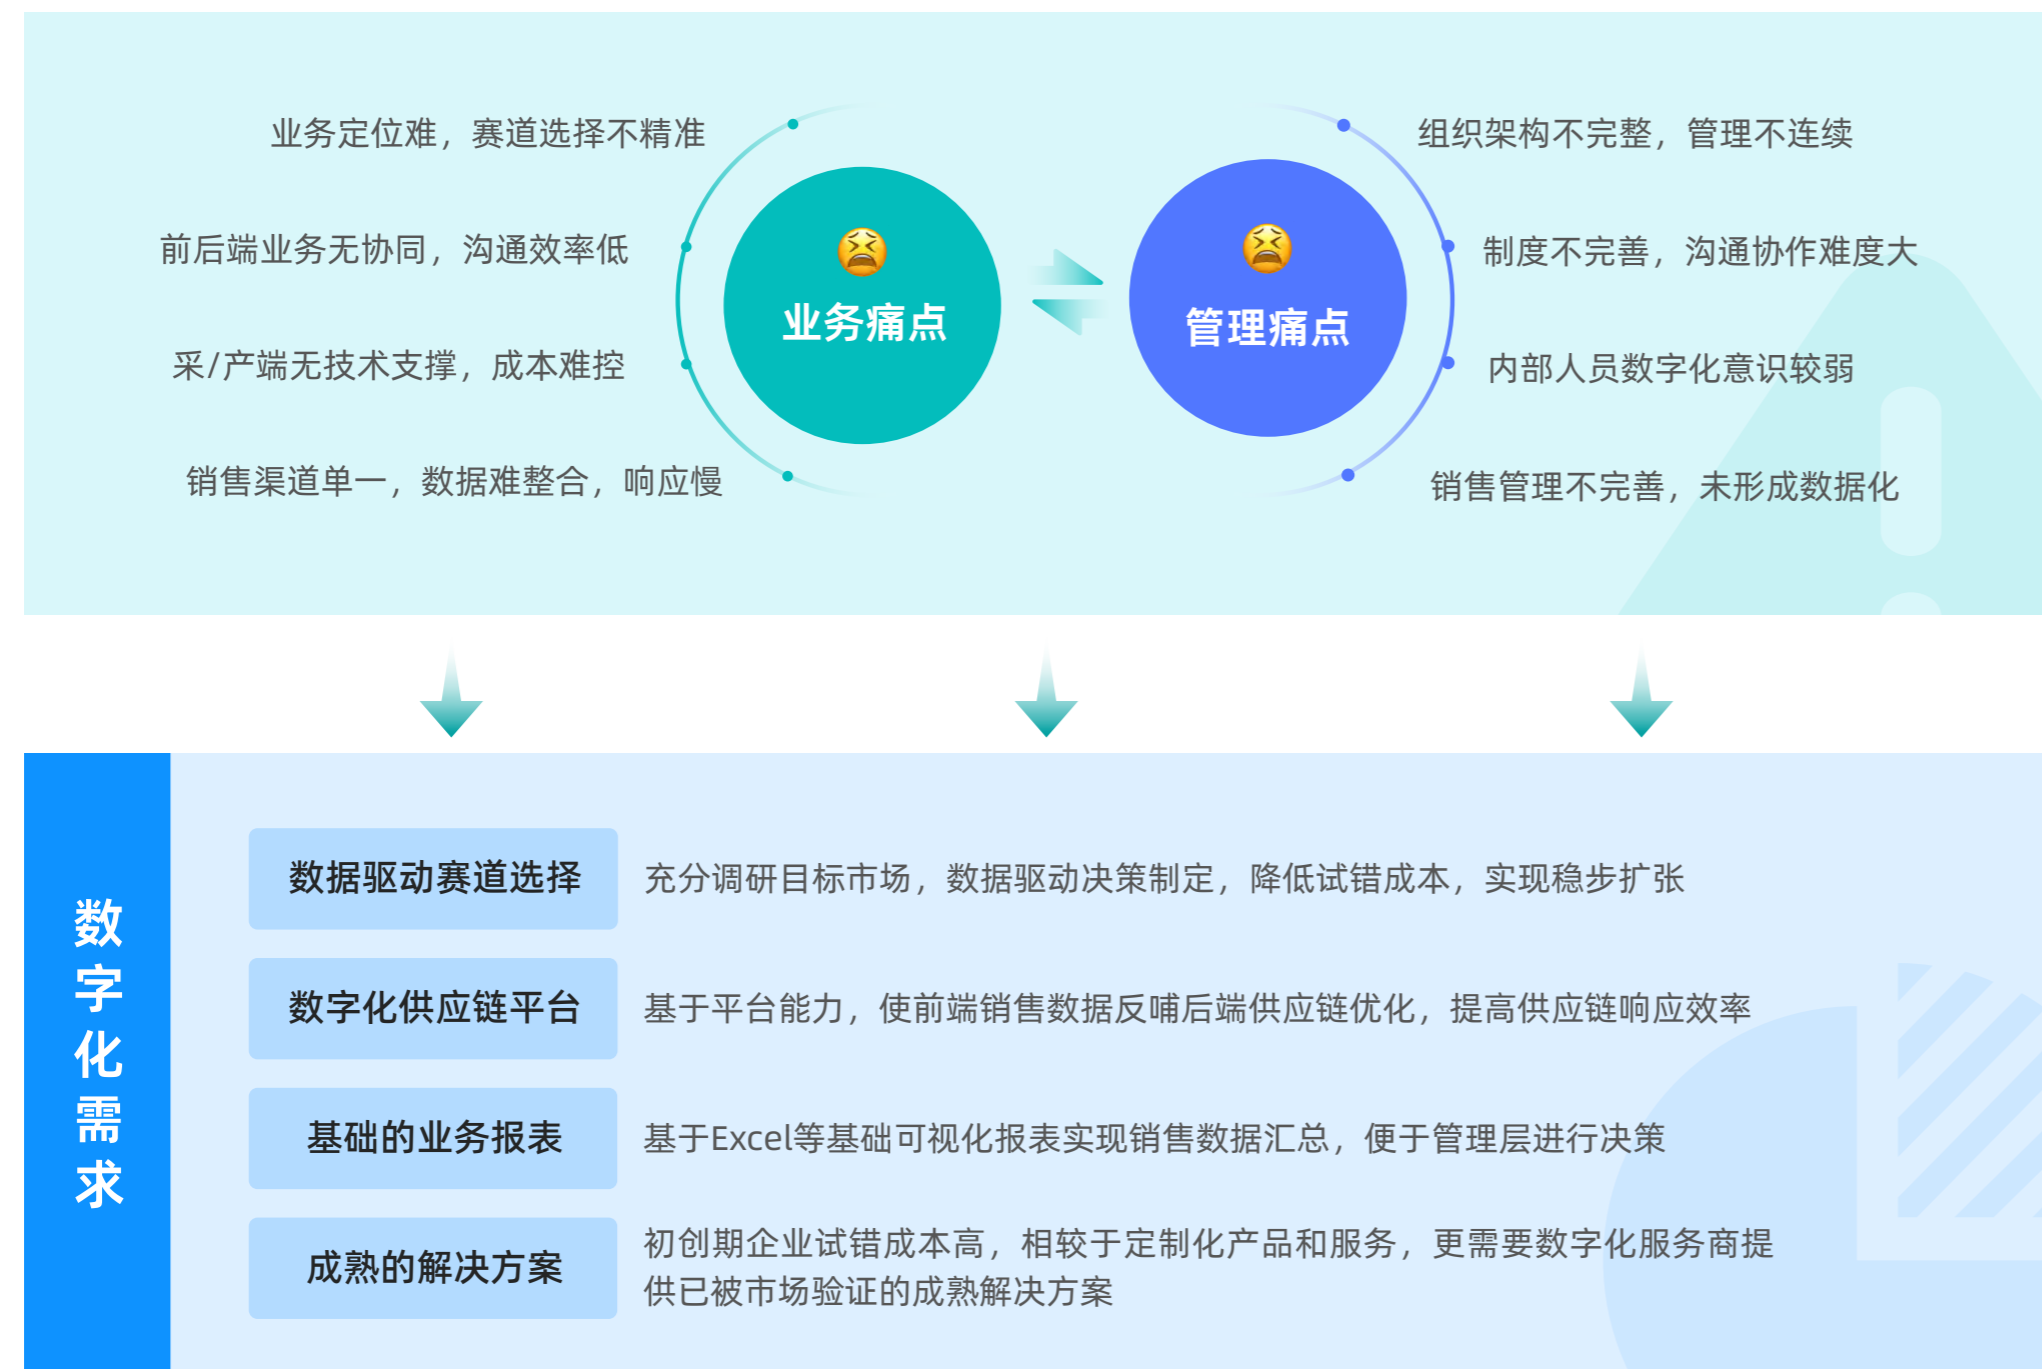 业务定位难，赛道选择不精准
前后端业务无协同，沟通效率低
采/产端无技术支撑，成本难控
销售渠道单一，数据难整合，响应慢
业务痛点
管理痛点
组织架构不完整，管理不连续
制度不完善，沟通协作难度大
内部人员数字化意识较弱
销售管理不完善，未形成数据化
数字化需求
数据驱动赛道选择
充分调研目标市场，数据驱动决策制定，降低试错成本，实现稳步扩张
数字化供应链平台
基于平台能力，使前端销售数据反哺后端供应链优化，提高供应链响应效率
基础的业务报表
基于Excel等基础可视化报表实现销售数据汇总，便于管理层进行决策
成熟的解决方案
初创期企业试错成本高，相较于定制化产品和服务，更需要数字化服务商提
供已被市场验证的成熟解决方案